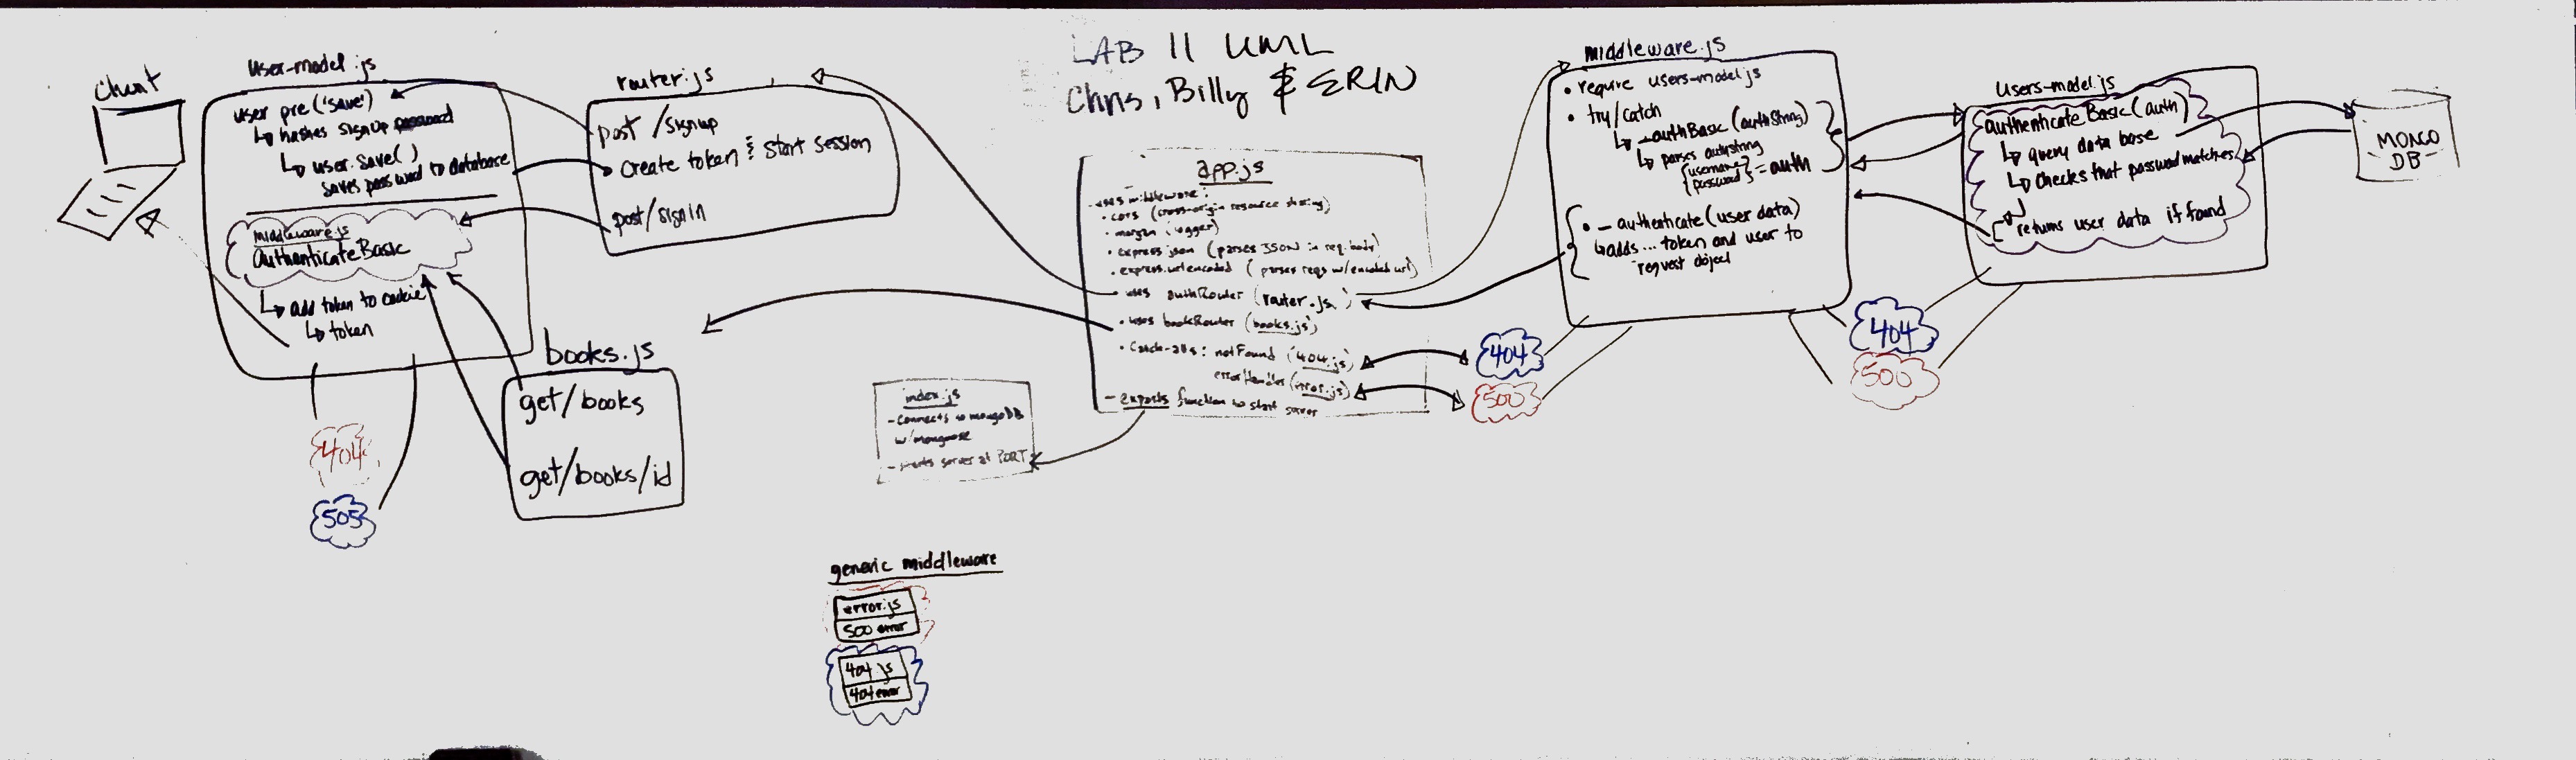 LAB 11 UML
Chris, Billy & ERIN
Client
user-model.js
user pre('save')
hashes signup password
user.save()
saves password to database
middleware.js
authenticateBasic
add token to cookie
token
404
505
router.js
post /signup
create token & start session
post/signin
books.js
get/books
get/books/id
index.js
- connects to mongoDB
w/mongoose
- starts server at PORT
app.js
- uses middleware:
• cors (cross-origin resource sharing)
• morgan (logger)
• express.json (parses JSON in req.body)
• express.urlencoded (parses reqs w/encoded url)
• uses authRouter (router.js)
• uses bookRouter (books.js)
• Catch-alls: notFound (404.js)
errorHandler (error.js)
- exports function to start server
404
500
middleware.js
• require users-model.js
• try/catch
_authBasic (authString)
parses authstring
{username
password} = auth
• _authenticate (user data)
adds... token and user to
request object
404
500
users-model.js
authenticateBasic (auth)
query data base
checks that password matches
returns user data if found
MONGO
DB
generic middleware
error.js
500 error
404.js
404 error